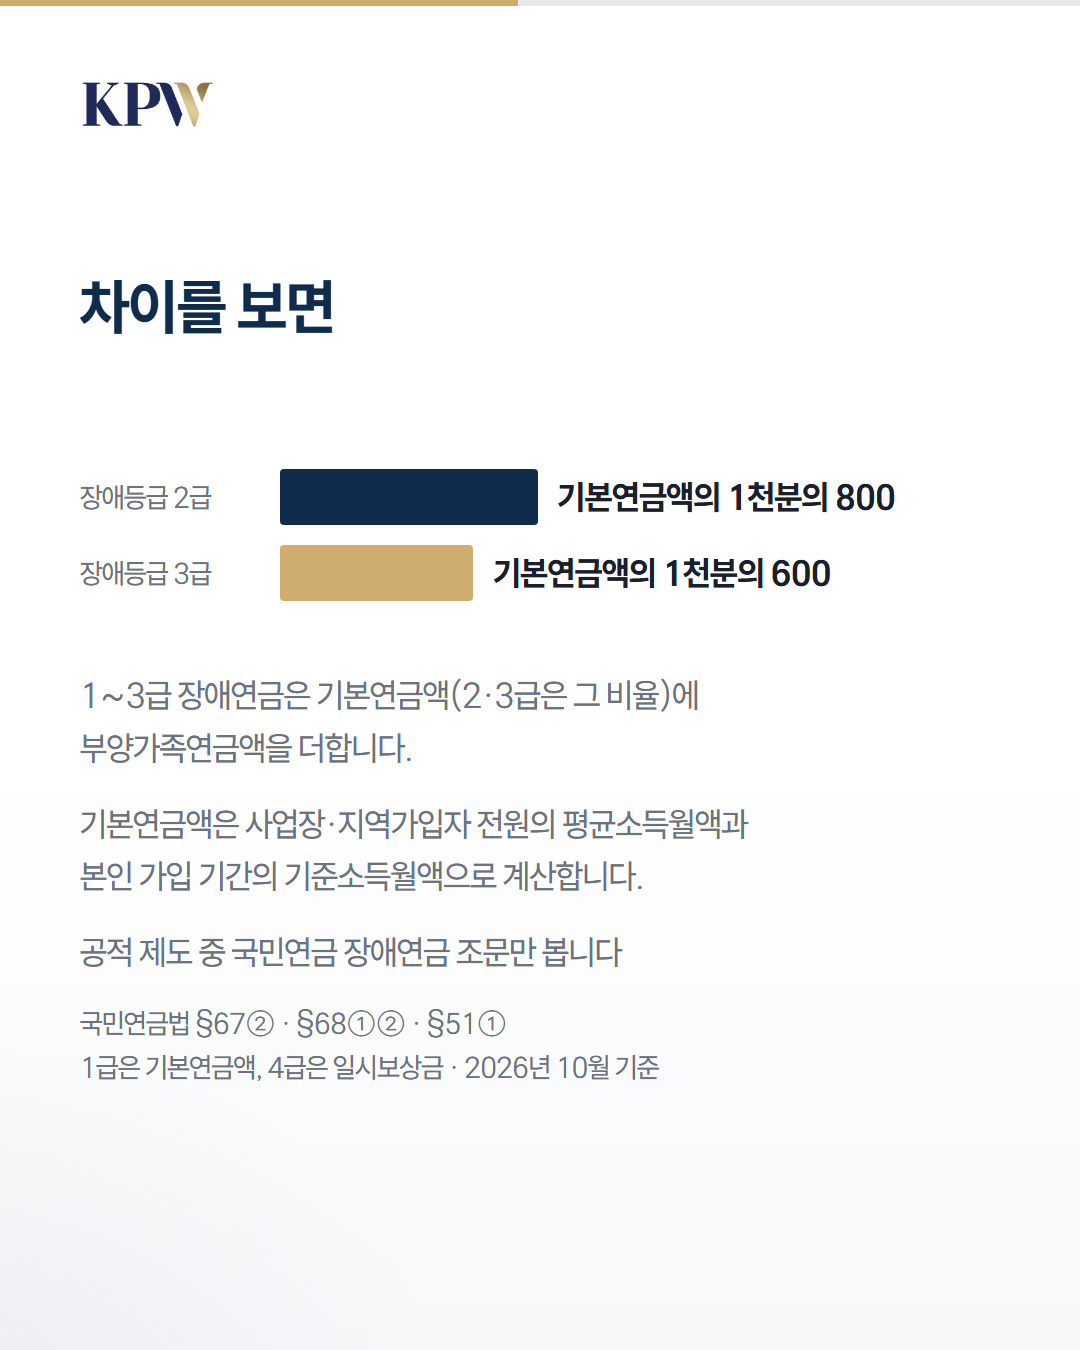 KPW
차이를 보면
장애등급 2급 기본연금액의 1천분의 800
장애등급 3급 기본연금액의 1천분의 600
1~3급 장애연금은 기본연금액(2·3급은 그 비율)에
부양가족연금액을 더합니다.
기본연금액은 사업장·지역가입자 전원의 평균소득월액과
본인 가입 기간의 기준소득월액으로 계산합니다.
공적 제도 중 국민연금 장애연금 조문만 봅니다
국민연금법 §67② · §68①② · §51①
1급은 기본연금액, 4급은 일시보상금 · 2026년 10월 기준